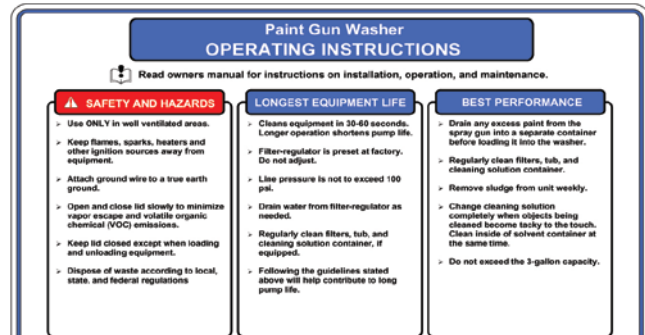 Paint Gun Washer
OPERATING INSTRUCTIONS
Read owners manual for instructions on installation, operation, and maintenance.
SAFETY AND HAZARDS
➢ Use ONLY in well ventilated areas.
➢ Keep flames, sparks, heaters and
other ignition sources away from
equipment.
➢ Attach ground wire to a true earth
ground.
➢ Open and close lid slowly to minimize
vapor escape and volatile organic
chemical (VOC) emissions.
➢ Keep lid closed except when loading
and unloading equipment.
➢ Dispose of waste according to local,
state, and federal regulations
LONGEST EQUIPMENT LIFE
➢ Cleans equipment in 30-60 seconds.
Longer operation shortens pump life.
➢ Filter-regulator is preset at factory.
Do not adjust.
➢ Line pressure is not to exceed 100
psi.
➢ Drain water from filter-regulator as
needed.
➢ Regularly clean filters, tub, and
cleaning solution container, if
equipped.
➢ Following the guidelines stated
above will help contribute to long
pump life.
BEST PERFORMANCE
➢ Drain any excess paint from the
spray gun into a separate container
before loading it into the washer.
➢ Regularly clean filters, tub, and
cleaning solution container.
➢ Remove sludge from unit weekly.
➢ Change cleaning solution
completely when objects being
cleaned become tacky to the touch.
Clean inside of solvent container at
the same time.
➢ Do not exceed the 3-gallon capacity.